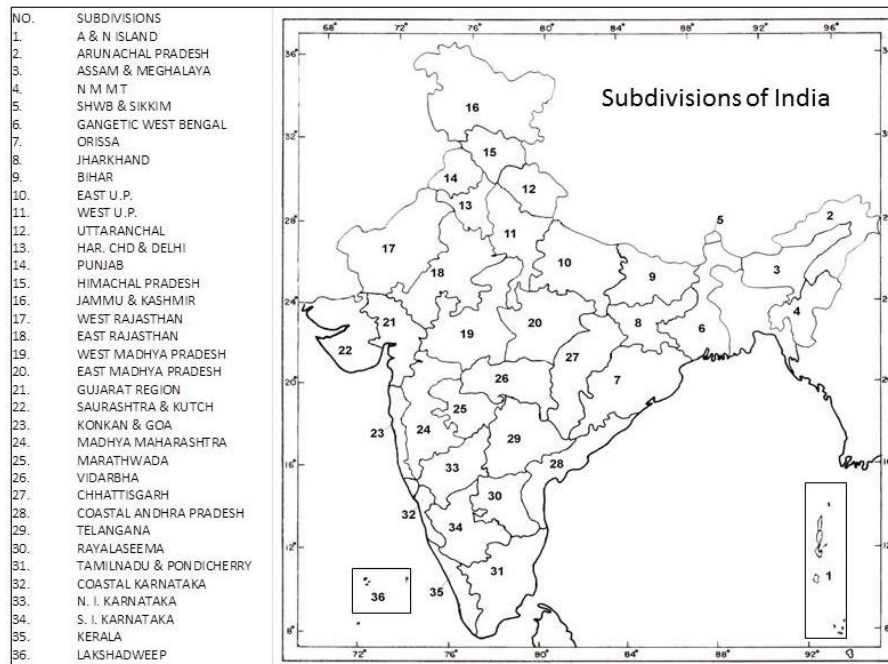 NO. SUBDIVISIONS
1. A & N ISLAND
2. ARUNACHAL PRADESH
3. ASSAM & MEGHALAYA
4. N M M T
5. SHWB & SIKKIM
6. GANGETIC WEST BENGAL
7. ORISSA
8. JHARKHAND
9. BIHAR
10. EAST U.P.
11. WEST U.P.
12. UTTARANCHAL
13. HAR. CHD & DELHI
14. PUNJAB
15. HIMACHAL PRADESH
16. JAMMU & KASHMIR
17. WEST RAJASTHAN
18. EAST RAJASTHAN
19. WEST MADHYA PRADESH
20. EAST MADHYA PRADESH
21. GUJARAT REGION
22. SAURASHTRA & KUTCH
23. KONKAN & GOA
24. MADHYA MAHARASHTRA
25. MARATHWADA
26. VIDARBHA
27. CHHATTISGARH
28. COASTAL ANDHRA PRADESH
29. TELANGANA
30. RAYALASEEMA
31. TAMILNADU & PONDICHERRY
32. COASTAL KARNATAKA
33. N. I. KARNATAKA
34. S. I. KARNATAKA
35. KERALA
36. LAKSHADWEEP
68° 72° 76° 80° 84° 88° 92° 96°
36°
Subdivisions of India
16
32° 32
15
14 12
13
28° 28
5 2
11
17
10 3
18 9
24° 24
4
21 19 20 8 6
22
27
20° 26 7 20
25
23 24
29
16° 33 28 16
30
32 34
12° 12
31 1
36 35
8° 8
72° 76° 80° 84° 88° 92°